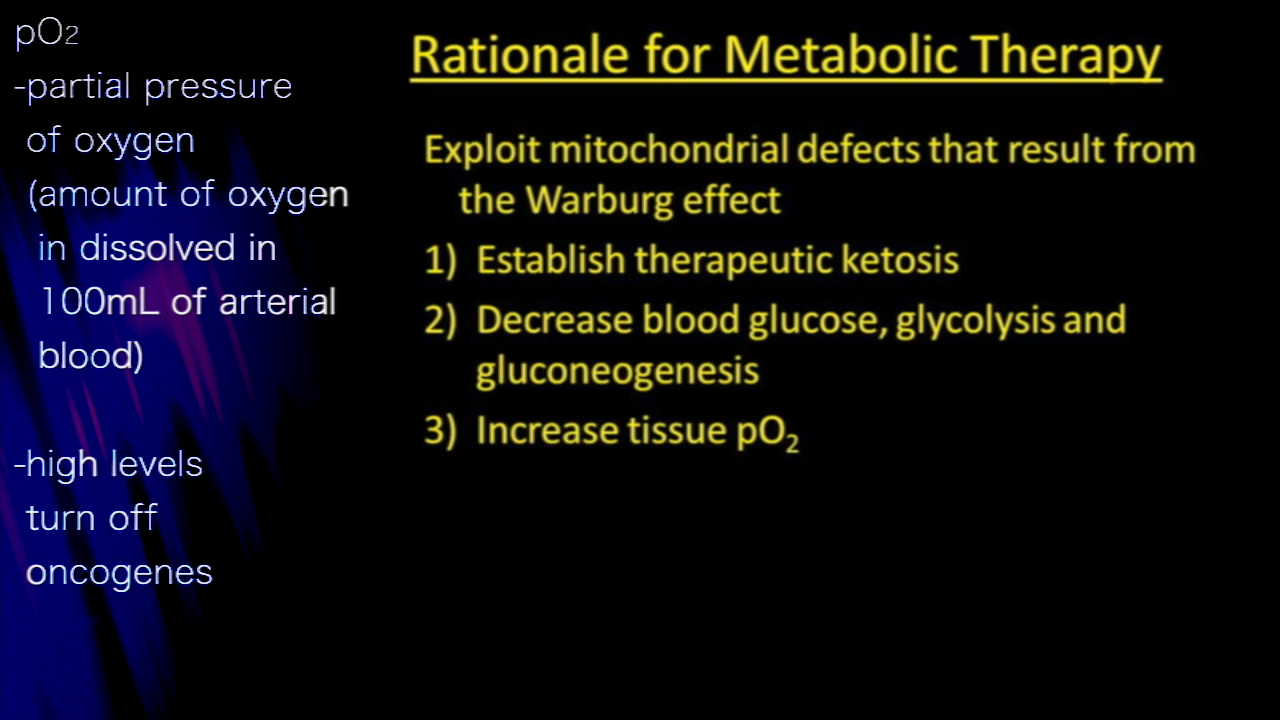 pO₂
-partial pressure
of oxygen
(amount of oxygen
in dissolved in
100mL of arterial
blood)
-high levels
turn off
oncogenes
Rationale for Metabolic Therapy
Exploit mitochondrial defects that result from
the Warburg effect
1) Establish therapeutic ketosis
2) Decrease blood glucose, glycolysis and
gluconeogenesis
3) Increase tissue pO₂